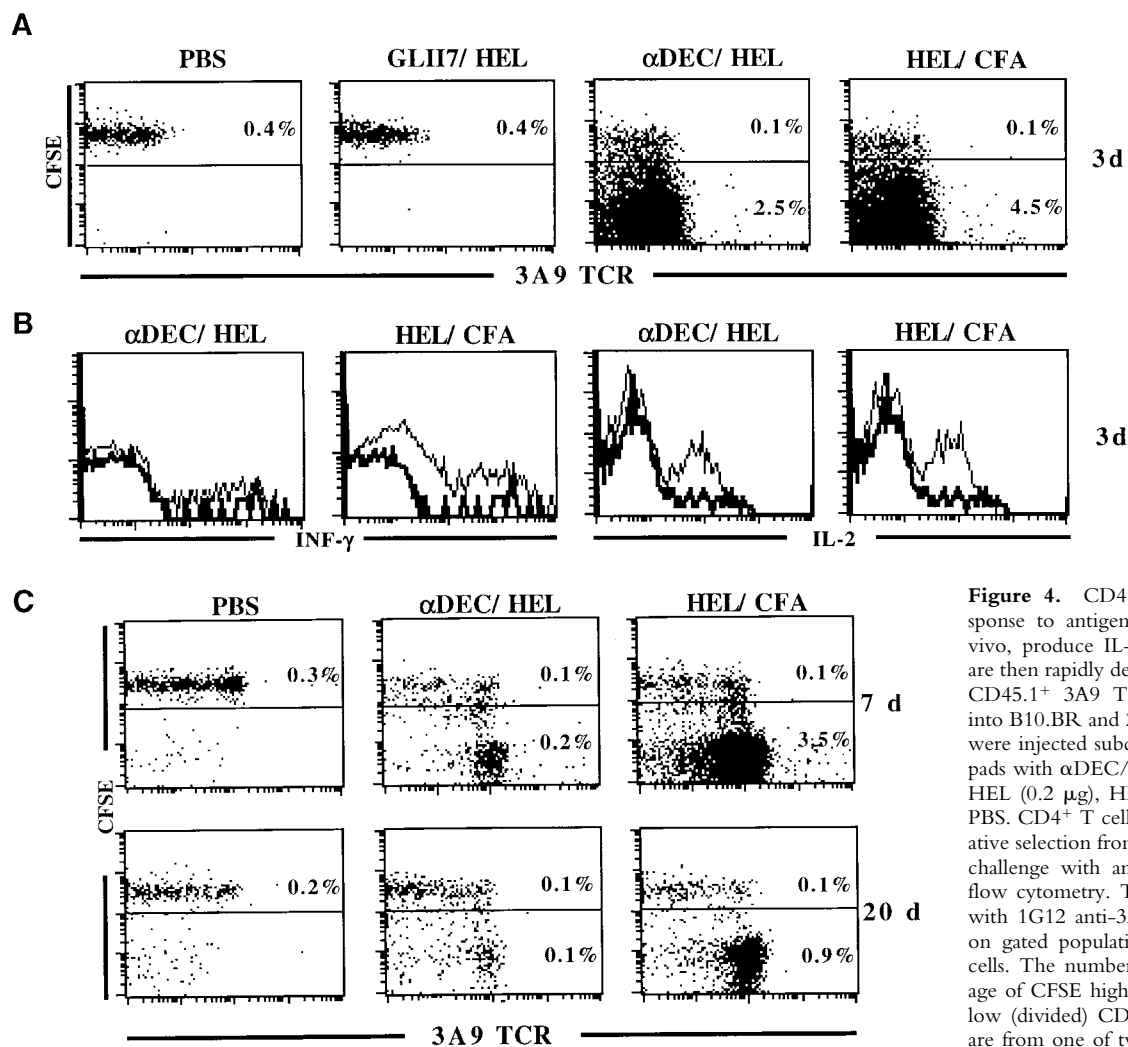 A
PBS GLII7/ HEL αDEC/ HEL HEL/ CFA
0.4% 0.4% 0.1% 0.1%
CFSE
3d
2.5% 4.5%
3A9 TCR
B
αDEC/ HEL HEL/ CFA αDEC/ HEL HEL/ CFA
3d
INF-γ IL-2
C
PBS αDEC/ HEL HEL/ CFA
0.3% 0.1% 0.1%
7 d
0.2% 3.5%
CFSE
0.2% 0.1% 0.1%
20 d
0.1% 0.9%
3A9 TCR
Figure 4. CD4
sponse to antigen
vivo, produce IL-
are then rapidly de
CD45.1+ 3A9 T
into B10.BR and 2
were injected subc
pads with αDEC/
HEL (0.2 μg), HE
PBS. CD4+ T cell
ative selection from
challenge with an
flow cytometry. T
with 1G12 anti-3
on gated populati
cells. The number
age of CFSE high
low (divided) CD
are from one of tw